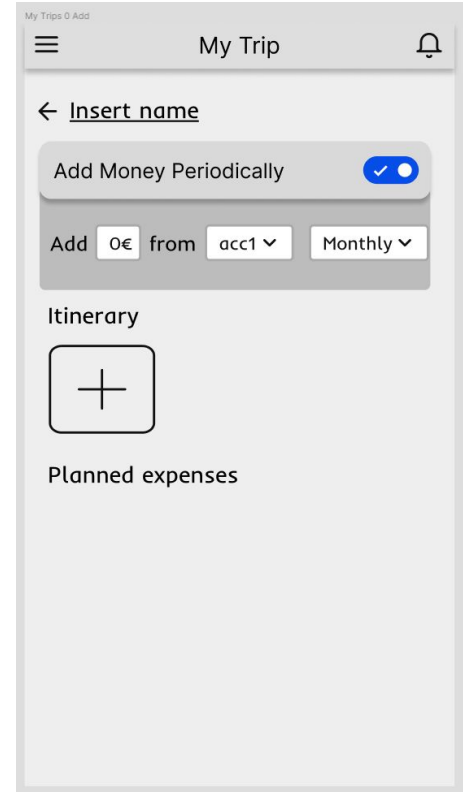 My Trips 0 Add
My Trip
Insert name
Add Money Periodically
Add 0€ from acc1 Monthly
Itinerary
Planned expenses